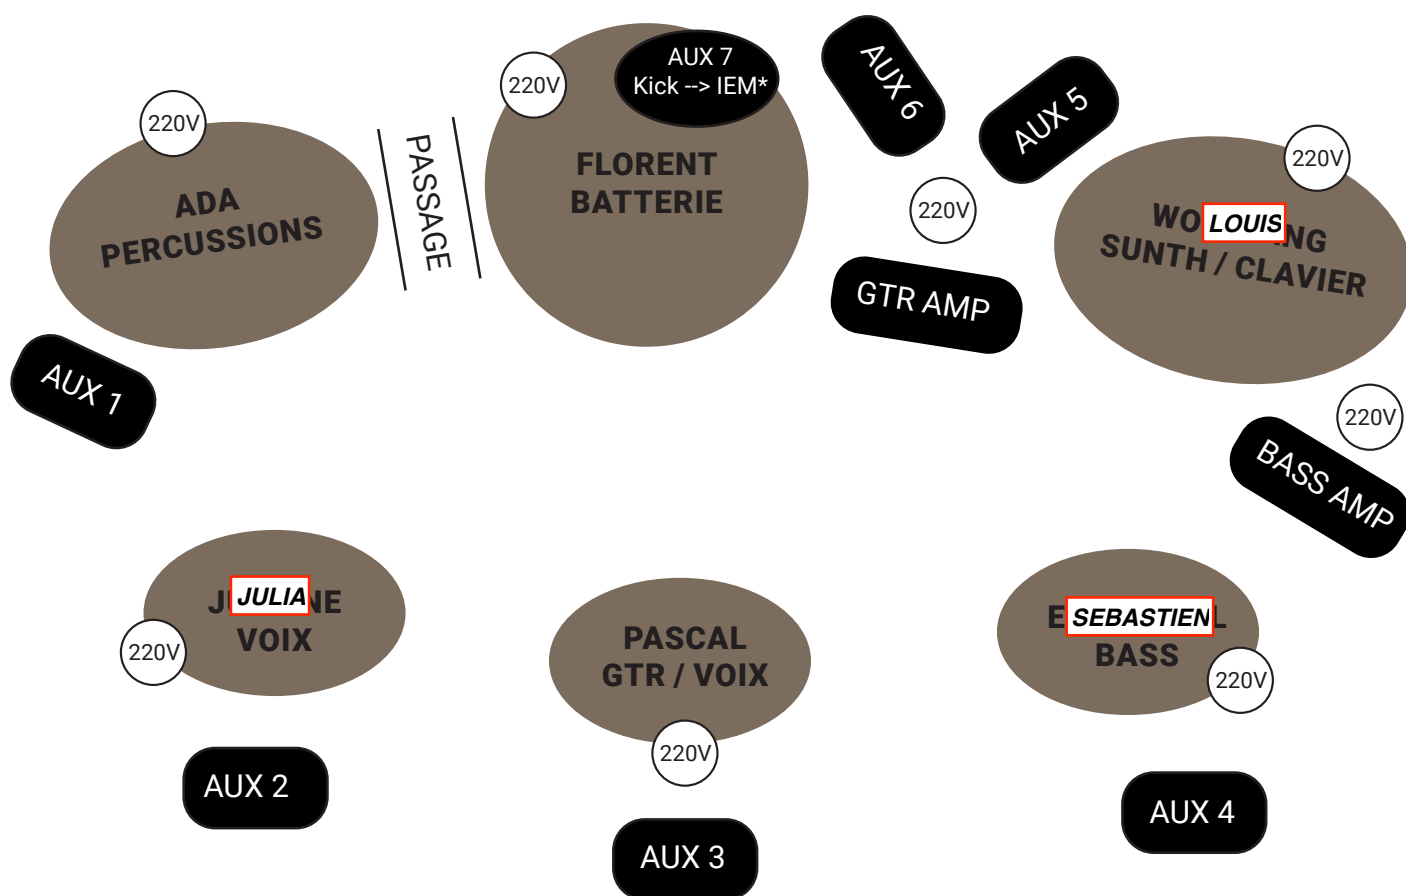 AUX 7
Kick --> IEM*
220V
AUX 6
AUX 5
220V
220V
FLORENT
BATTERIE
PASSAGE
ADA
PERCUSSIONS
220V
LOUIS
SUNTH / CLAVIER
GTR AMP
AUX 1
220V
BASS AMP
JULIA
VOIX
220V
PASCAL
GTR / VOIX
220V
SEBASTIEN
BASS
220V
AUX 2
AUX 3
AUX 4